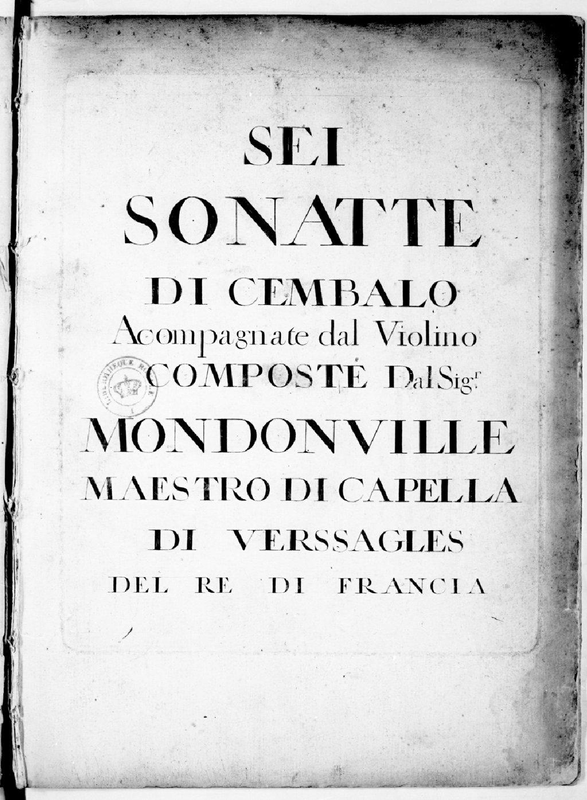 SEI
SONATTE
DI CEMBALO
Acompagnate dal Violino
COMPOSTE Dal Sig.r
MONDONVILLE
MAESTRO DI CAPELLA
DI VERSSAGLES
DEL RE DI FRANCIA